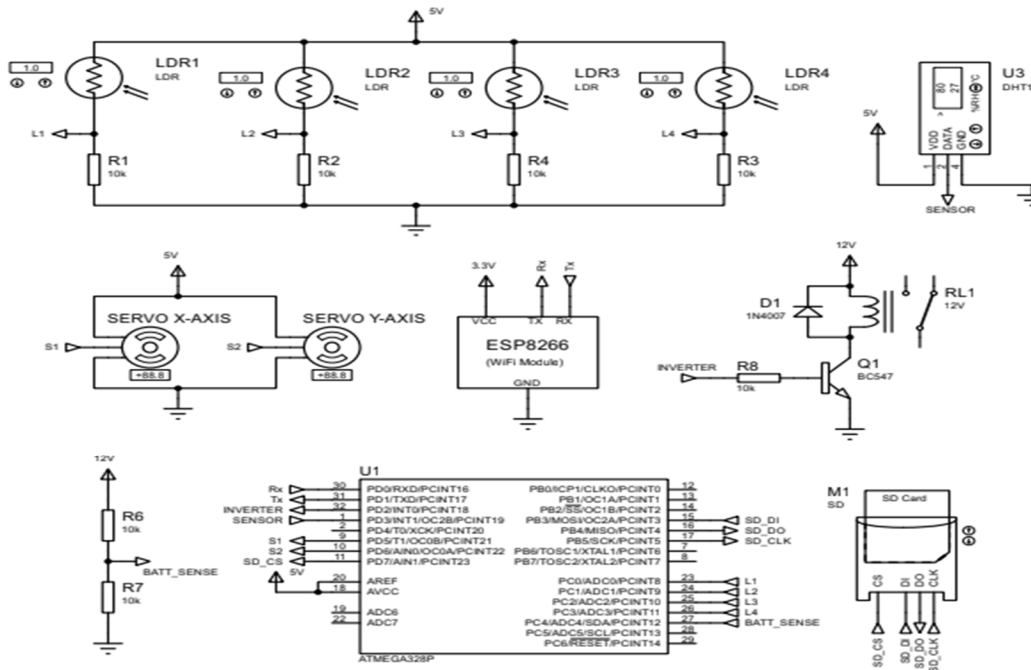 5V
LDR1
LDR
1.0
LDR2
LDR
1.0
LDR3
LDR
1.0
LDR4
LDR
1.0
L1
L2
L3
L4
R1
10k
R2
10k
R4
10k
R3
10k
U3
DHT1
80
27
%RH
°C
5V
VDD
DATA
GND
1
2
4
SENSOR
5V
SERVO X-AXIS
SERVO Y-AXIS
S1
S2
+88.8
+88.8
3.3V
Rx
Tx
VCC
TX
RX
ESP8266
(WiFi Module)
GND
12V
D1
1N4007
RL1
12V
INVERTER
R8
10k
Q1
BC547
12V
R6
10k
BATT_SENSE
R7
10k
U1
Rx 30 PD0/RXD/PCINT16
Tx 31 PD1/TXD/PCINT17
INVERTER 32 PD2/INT0/PCINT18
SENSOR 1 PD3/INT1/OC2B/PCINT19
2 PD4/T0/XCK/PCINT20
S1 9 PD5/T1/OC0B/PCINT21
S2 10 PD6/AIN0/OC0A/PCINT22
SD_CS 11 PD7/AIN1/PCINT23
5V
20 AREF
18 AVCC
19 ADC6
22 ADC7
PB0/ICP1/CLKO/PCINT0 12
PB1/OC1A/PCINT1 13
PB2/SS/OC1B/PCINT2 14
PB3/MOSI/OC2A/PCINT3 15 SD_DI
PB4/MISO/PCINT4 16 SD_DO
PB5/SCK/PCINT5 17 SD_CLK
PB6/TOSC1/XTAL1/PCINT6 7
PB7/TOSC2/XTAL2/PCINT7 8
PC0/ADC0/PCINT8 23 L1
PC1/ADC1/PCINT9 24 L2
PC2/ADC2/PCINT10 25 L3
PC3/ADC3/PCINT11 26 L4
PC4/ADC4/SDA/PCINT12 27 BATT_SENSE
PC5/ADC5/SCL/PCINT13 28
PC6/RESET/PCINT14 29
ATMEGA328P
M1
SD
SD Card
CS
DI
DO
CLK
SD_CS
SD_DI
SD_DO
SD_CLK